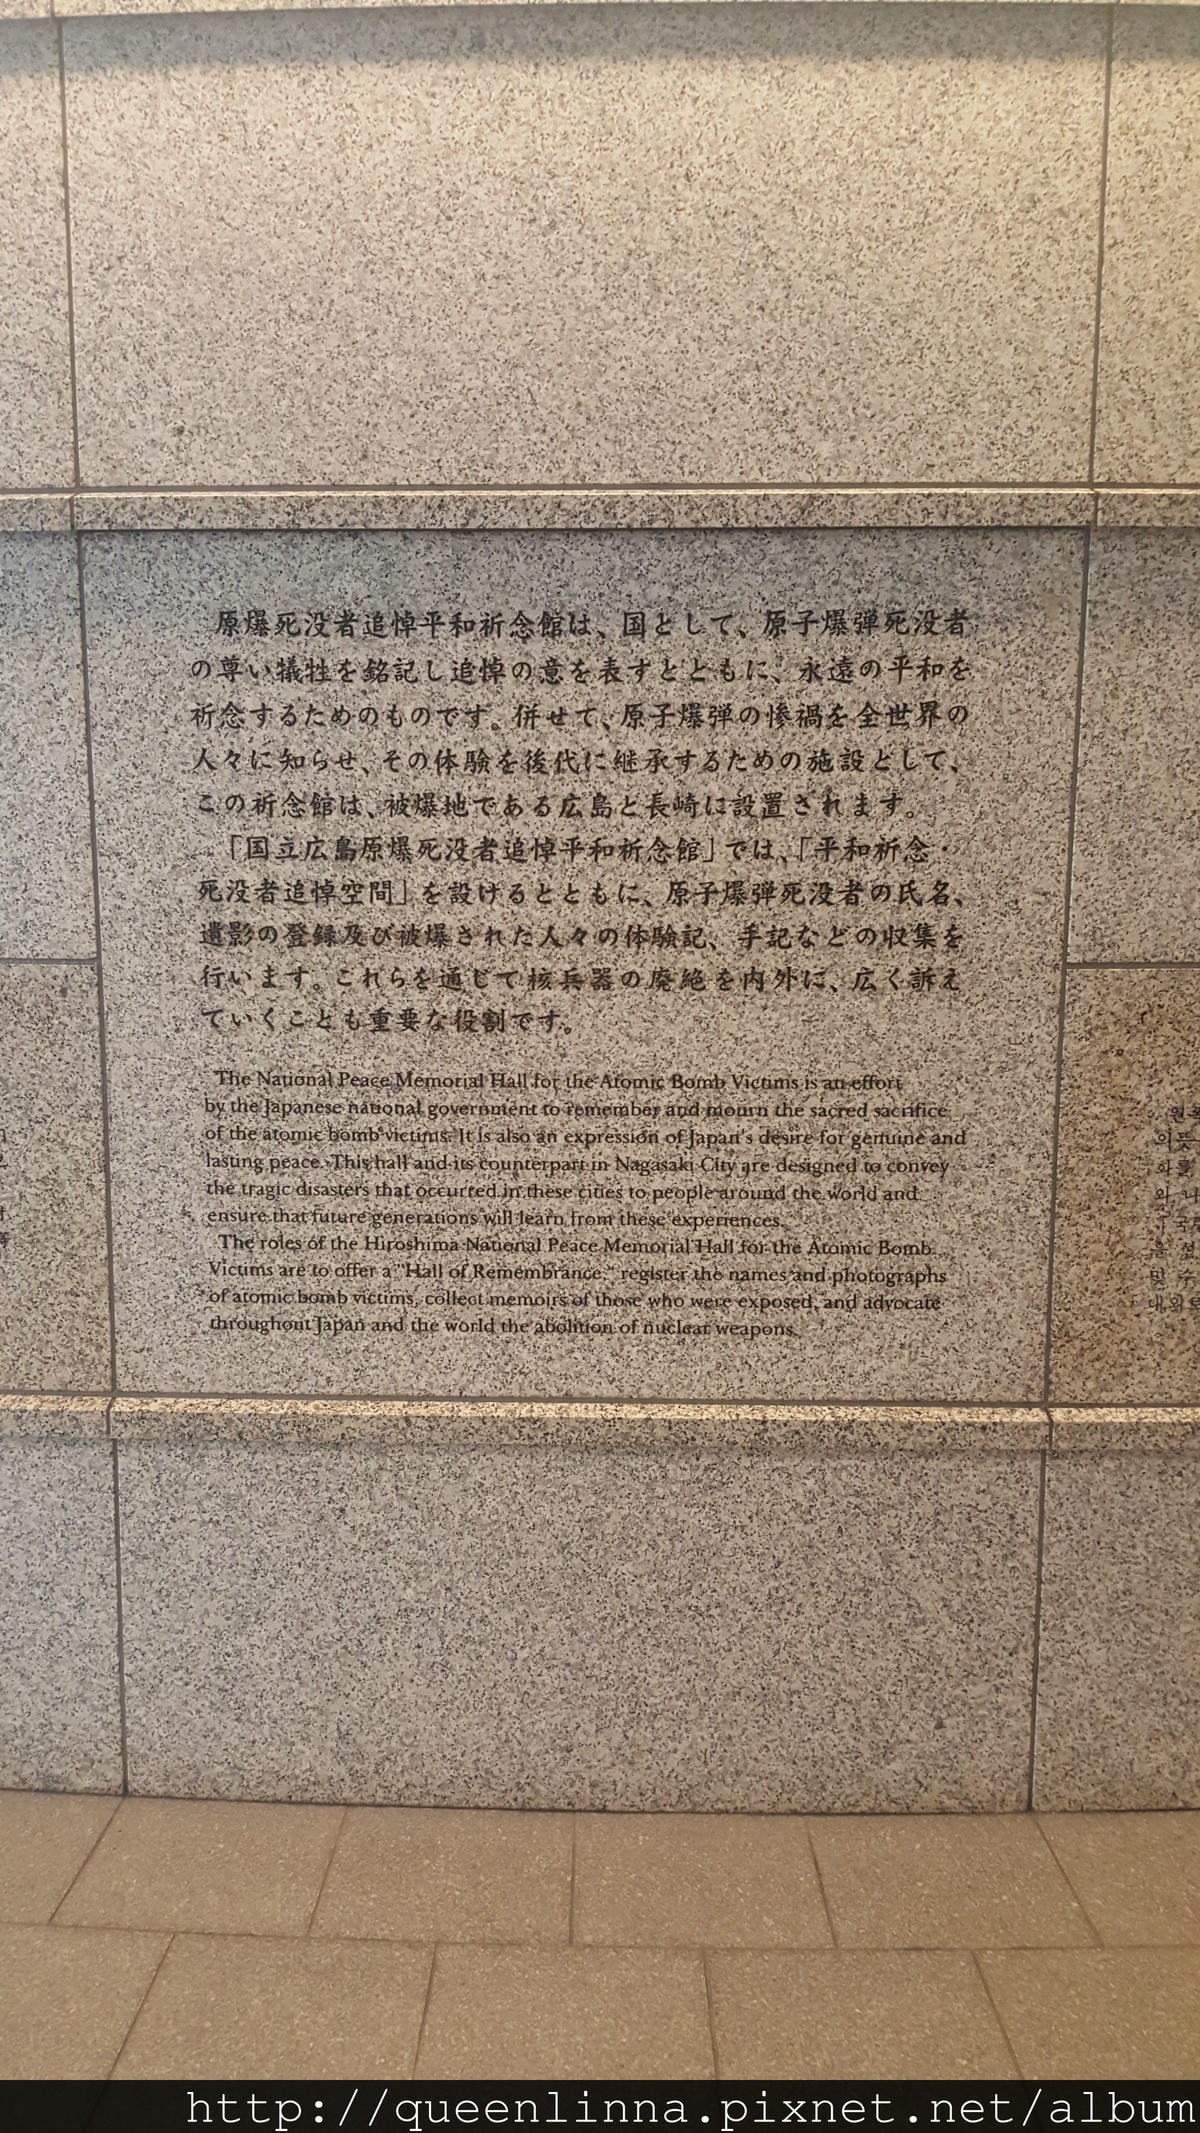 原爆死没者追悼平和祈念館は、国として、原子爆弾死没者
の尊い犠牲を銘記し追悼の意を表すとともに、永遠の平和を
祈念するためのものです。併せて、原子爆弾の惨禍を全世界の
人々に知らせ、その体験を後代に継承するための施設として、
この祈念館は、被爆地である広島と長崎に設置されます。
「国立広島原爆死没者追悼平和祈念館」では、「平和祈念・
死没者追悼空間」を設けるとともに、原子爆弾死没者の氏名、
遺影の登録及び被爆された人々の体験記、手記などの収集を
行います。これらを通じて核兵器の廃絶を内外に、広く訴え
ていくことも重要な役割です。
The National Peace Memorial Hall for the Atomic Bomb Victims is an effort
by the Japanese national government to remember and mourn the sacred sacrifice
of the atomic bomb victims. It is also an expression of Japan's desire for genuine and
lasting peace. This hall and its counterpart in Nagasaki City are designed to convey
the tragic disasters that occurred in these cities to people around the world and
ensure that future generations will learn from these experiences.
The roles of the Hiroshima National Peace Memorial Hall for the Atomic Bomb
Victims are to offer a "Hall of Remembrance," register the names and photographs
of atomic bomb victims, collect memoirs of those who were exposed, and advocate
throughout Japan and the world the abolition of nuclear weapons.
http://queenlinna.pixnet.net/album